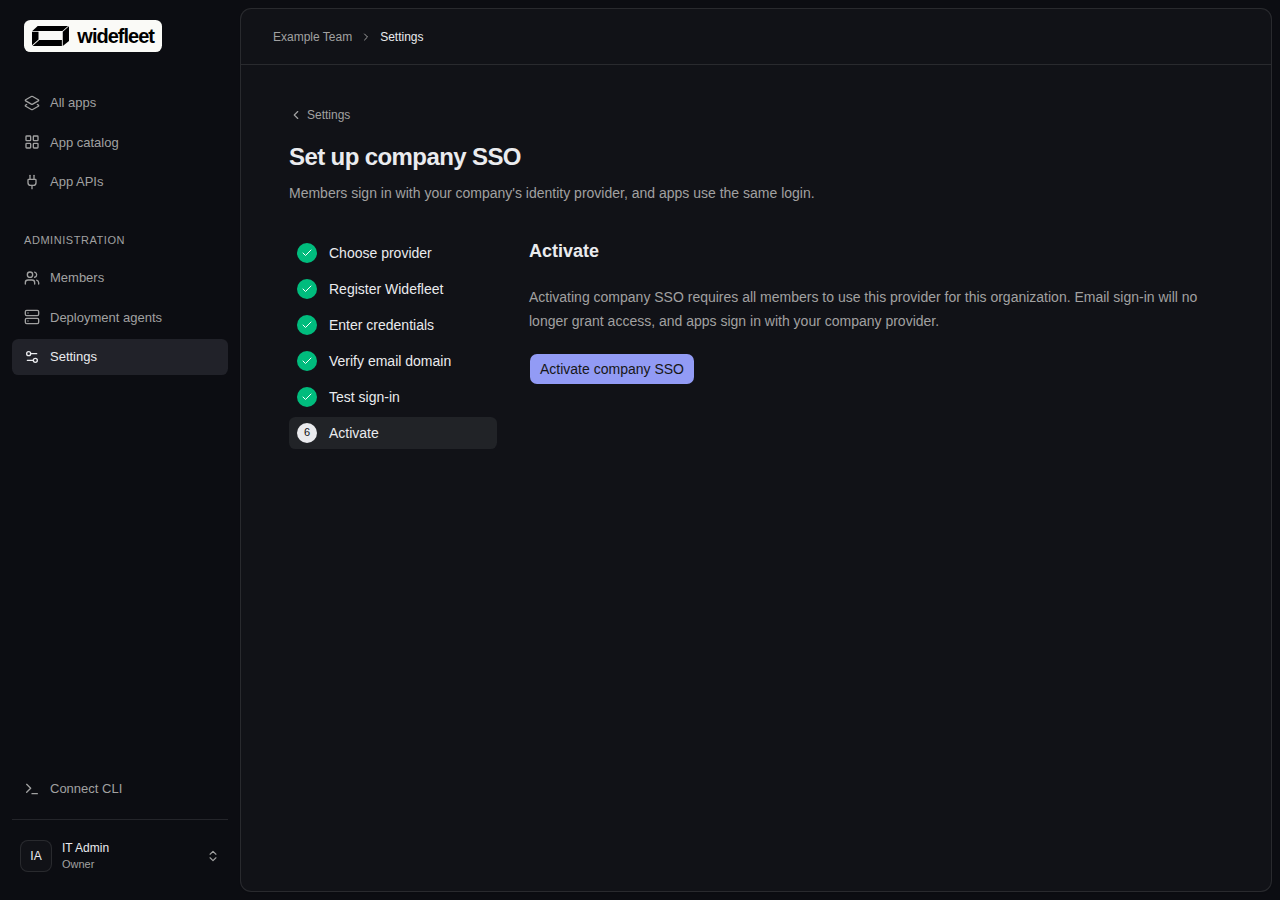 widefleet
All apps
App catalog
App APIs
ADMINISTRATION
Members
Deployment agents
Settings
Connect CLI
IA
IT Admin
Owner
Example Team
Settings
Settings
Set up company SSO
Members sign in with your company's identity provider, and apps use the same login.
Choose provider
Register Widefleet
Enter credentials
Verify email domain
Test sign-in
6 Activate
Activate
Activating company SSO requires all members to use this provider for this organization. Email sign-in will no
longer grant access, and apps sign in with your company provider.
Activate company SSO